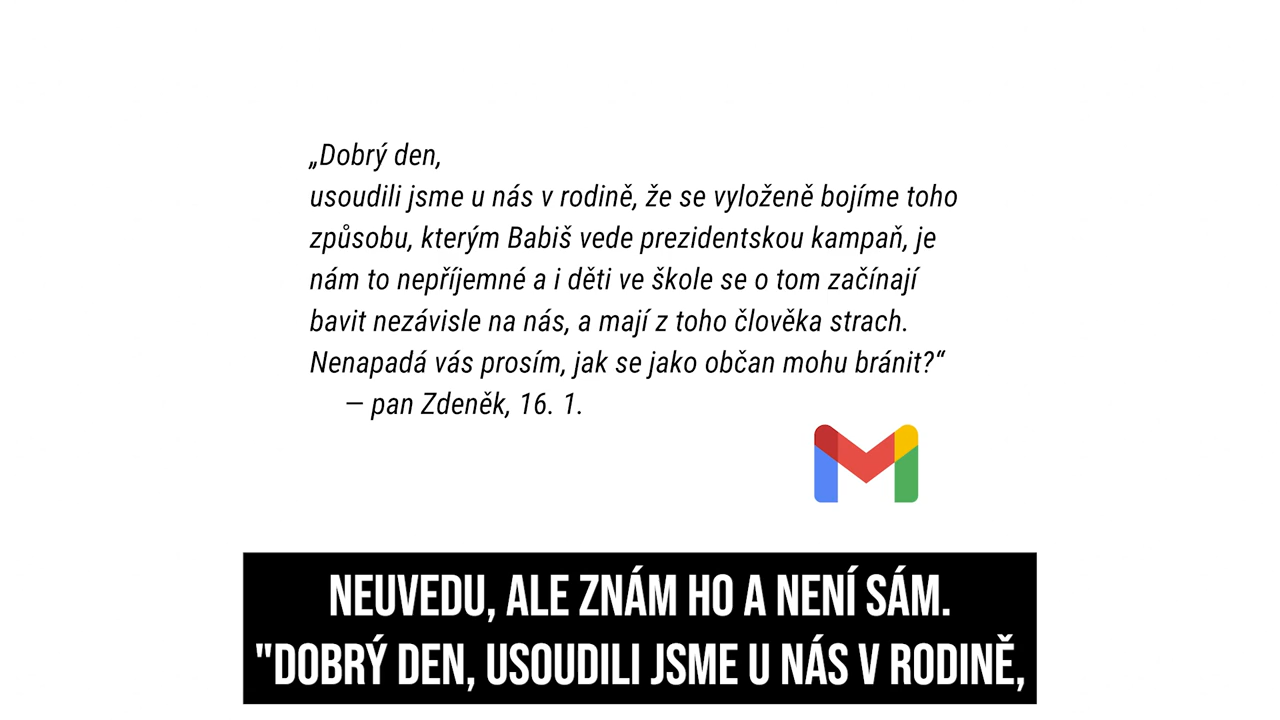 „Dobrý den,
usoudili jsme u nás v rodině, že se vyloženě bojíme toho
způsobu, kterým Babiš vede prezidentskou kampaň, je
nám to nepříjemné a i děti ve škole se o tom začínají
bavit nezávisle na nás, a mají z toho člověka strach.
Nenapadá vás prosím, jak se jako občan mohu bránit?“
— pan Zdeněk, 16. 1.
NEUVEDU, ALE ZNÁM HO A NENÍ SÁM.
"DOBRÝ DEN, USOUDILI JSME U NÁS V RODINĚ,